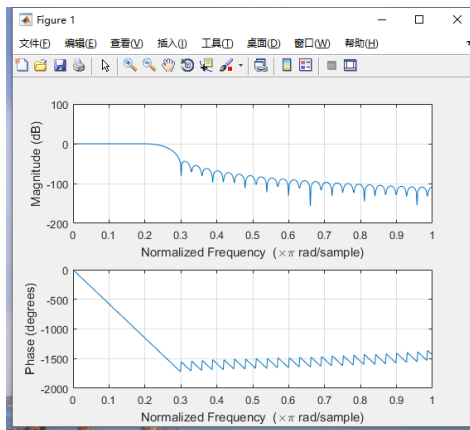 Figure 1
文件(F) 编辑(E) 查看(V) 插入(I) 工具(T) 桌面(D) 窗口(W) 帮助(H)
100
0
-100
-200
Magnitude (dB)
0 0.1 0.2 0.3 0.4 0.5 0.6 0.7 0.8 0.9 1
Normalized Frequency (×π rad/sample)
0
-500
-1000
-1500
-2000
Phase (degrees)
0 0.1 0.2 0.3 0.4 0.5 0.6 0.7 0.8 0.9 1
Normalized Frequency (×π rad/sample)